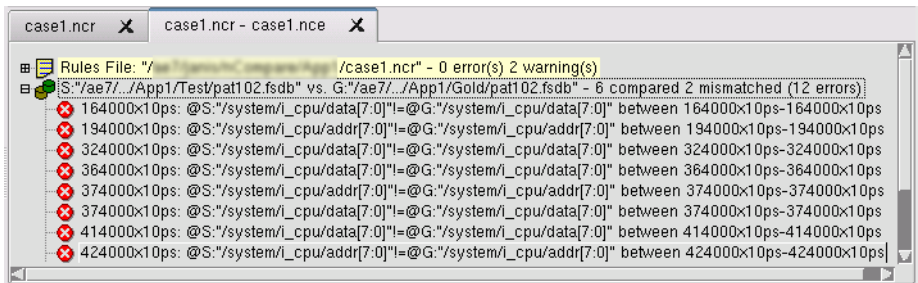 case1.ncr
case1.ncr - case1.nce
Rules File: "/ /case1.ncr" - 0 error(s) 2 warning(s)
S:"/ae7/.../App1/Test/pat102.fsdb" vs. G:"/ae7/.../App1/Gold/pat102.fsdb" - 6 compared 2 mismatched (12 errors)
164000x10ps: @S:"/system/i_cpu/data[7:0]"!=@G:"/system/i_cpu/data[7:0]" between 164000x10ps-164000x10ps
194000x10ps: @S:"/system/i_cpu/addr[7:0]"!=@G:"/system/i_cpu/addr[7:0]" between 194000x10ps-194000x10ps
324000x10ps: @S:"/system/i_cpu/data[7:0]"!=@G:"/system/i_cpu/data[7:0]" between 324000x10ps-324000x10ps
364000x10ps: @S:"/system/i_cpu/data[7:0]"!=@G:"/system/i_cpu/data[7:0]" between 364000x10ps-364000x10ps
374000x10ps: @S:"/system/i_cpu/addr[7:0]"!=@G:"/system/i_cpu/addr[7:0]" between 374000x10ps-374000x10ps
374000x10ps: @S:"/system/i_cpu/data[7:0]"!=@G:"/system/i_cpu/data[7:0]" between 374000x10ps-374000x10ps
414000x10ps: @S:"/system/i_cpu/data[7:0]"!=@G:"/system/i_cpu/data[7:0]" between 414000x10ps-414000x10ps
424000x10ps: @S:"/system/i_cpu/addr[7:0]"!=@G:"/system/i_cpu/addr[7:0]" between 424000x10ps-424000x10ps